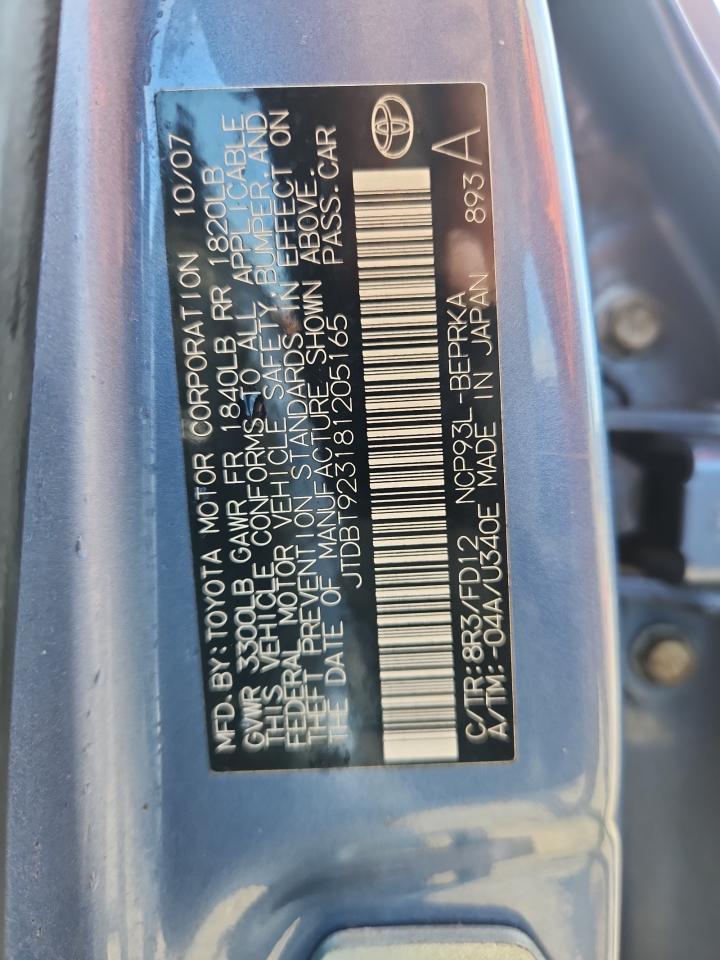 MFD. BY: TOYOTA MOTOR CORPORATION 10/07
GVWR 3300LB GAWR FR 1840LB RR 1820LB
THIS VEHICLE CONFORMS TO ALL APPLICABLE
FEDERAL MOTOR VEHICLE SAFETY, BUMPER, AND
THEFT PREVENTION STANDARDS IN EFFECT ON
THE DATE OF MANUFACTURE SHOWN ABOVE.
JTDBT923181205165 PASS. CAR
C/TR: 8R3/FD12 NCP93L-BEPRKA 893A
A/TM: -04A/U340E MADE IN JAPAN